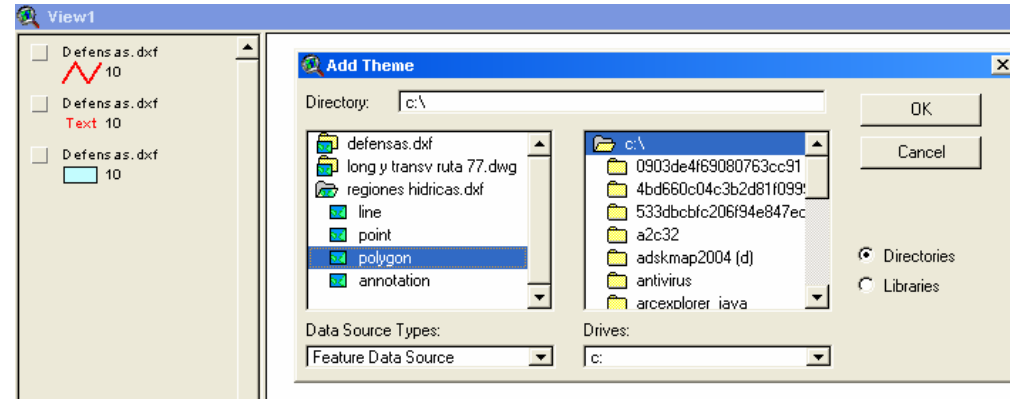 View1
Defensas.dxf
10
Defensas.dxf
Text 10
Defensas.dxf
10
Add Theme
Directory: c:\
OK
Cancel
defensas.dxf
long y transv ruta 77.dwg
regiones hidricas.dxf
line
point
polygon
annotation
c:\
0903de4f69080763cc91
4bd660c04c3b2d81f099
533dbcbfc206f94e847ec
a2c32
adskmap2004 (d)
antivirus
arcexplorer java
Directories
Libraries
Data Source Types:
Feature Data Source
Drives:
c: